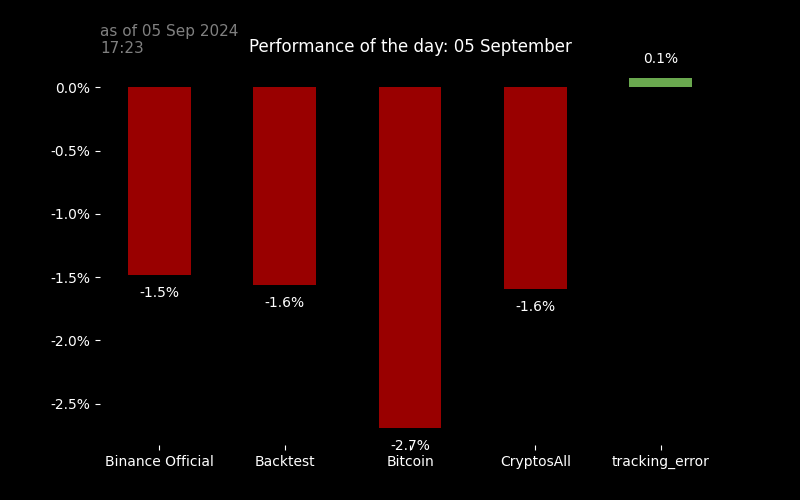 as of 05 Sep 2024
17:23
Performance of the day: 05 September
0.1%
0.0%
-0.5%
-1.0%
-1.5%
-2.0%
-2.5%
-1.5%
-1.6%
-2.7%
-1.6%
Binance Official
Backtest
Bitcoin
CryptosAll
tracking_error